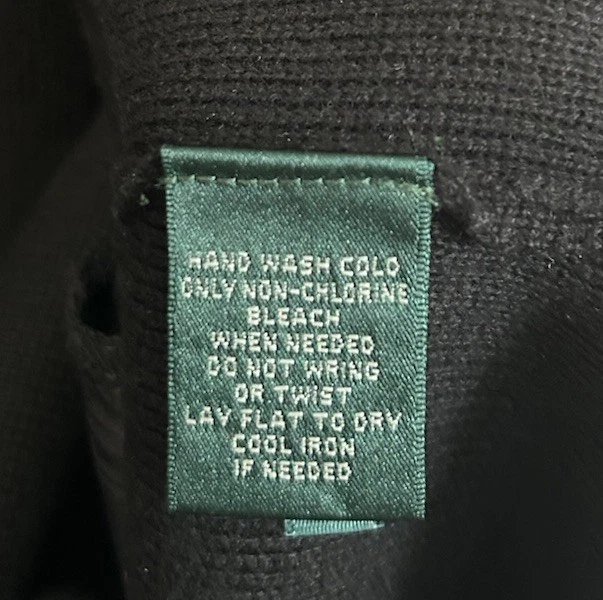 HAND WASH COLD
ONLY NON-CHLORINE
BLEACH
WHEN NEEDED
DO NOT WRING
OR TWIST
LAY FLAT TO DRY
COOL IRON
IF NEEDED